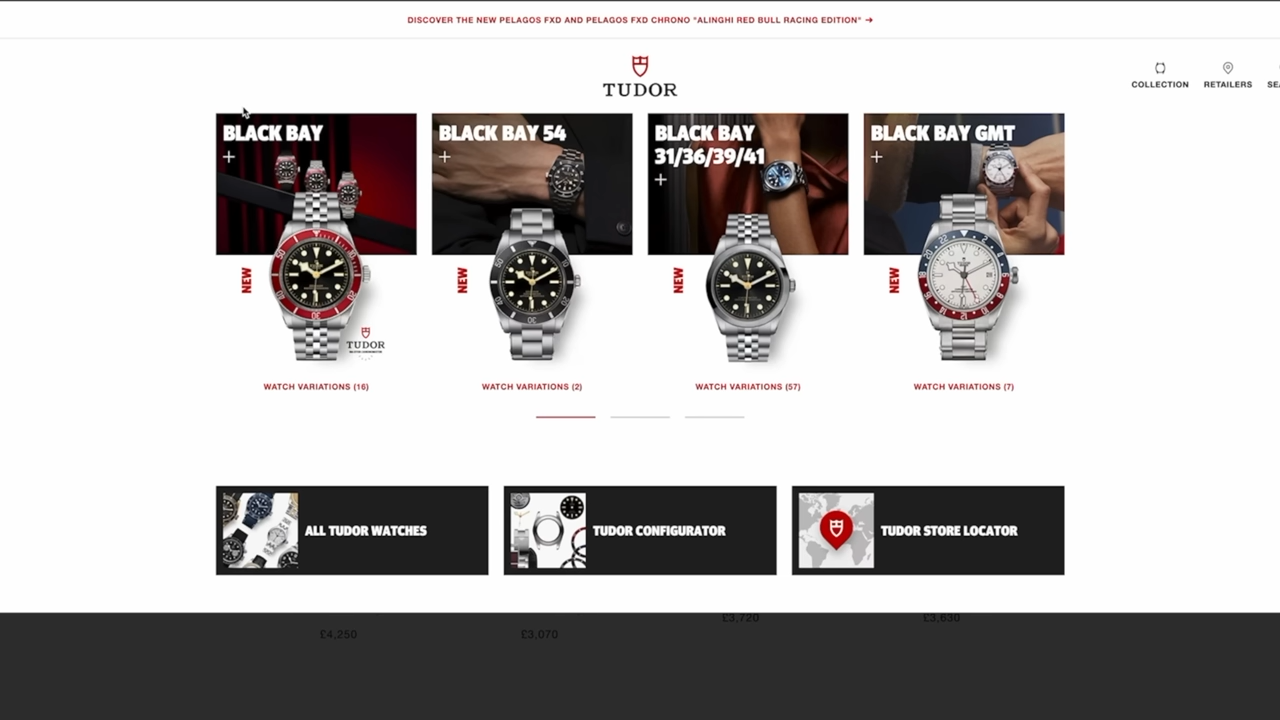 DISCOVER THE NEW PELAGOS FXD AND PELAGOS FXD CHRONO "ALINGHI RED BULL RACING EDITION" →
TUDOR
COLLECTION
RETAILERS
BLACK BAY
+
BLACK BAY 54
+
BLACK BAY
31/36/39/41
+
BLACK BAY GMT
+
NEW
NEW
NEW
NEW
TUDOR
WATCH VARIATIONS (16)
WATCH VARIATIONS (2)
WATCH VARIATIONS (57)
WATCH VARIATIONS (7)
ALL TUDOR WATCHES
TUDOR CONFIGURATOR
TUDOR STORE LOCATOR
£4,250
£3,070
£3,720
£3,630